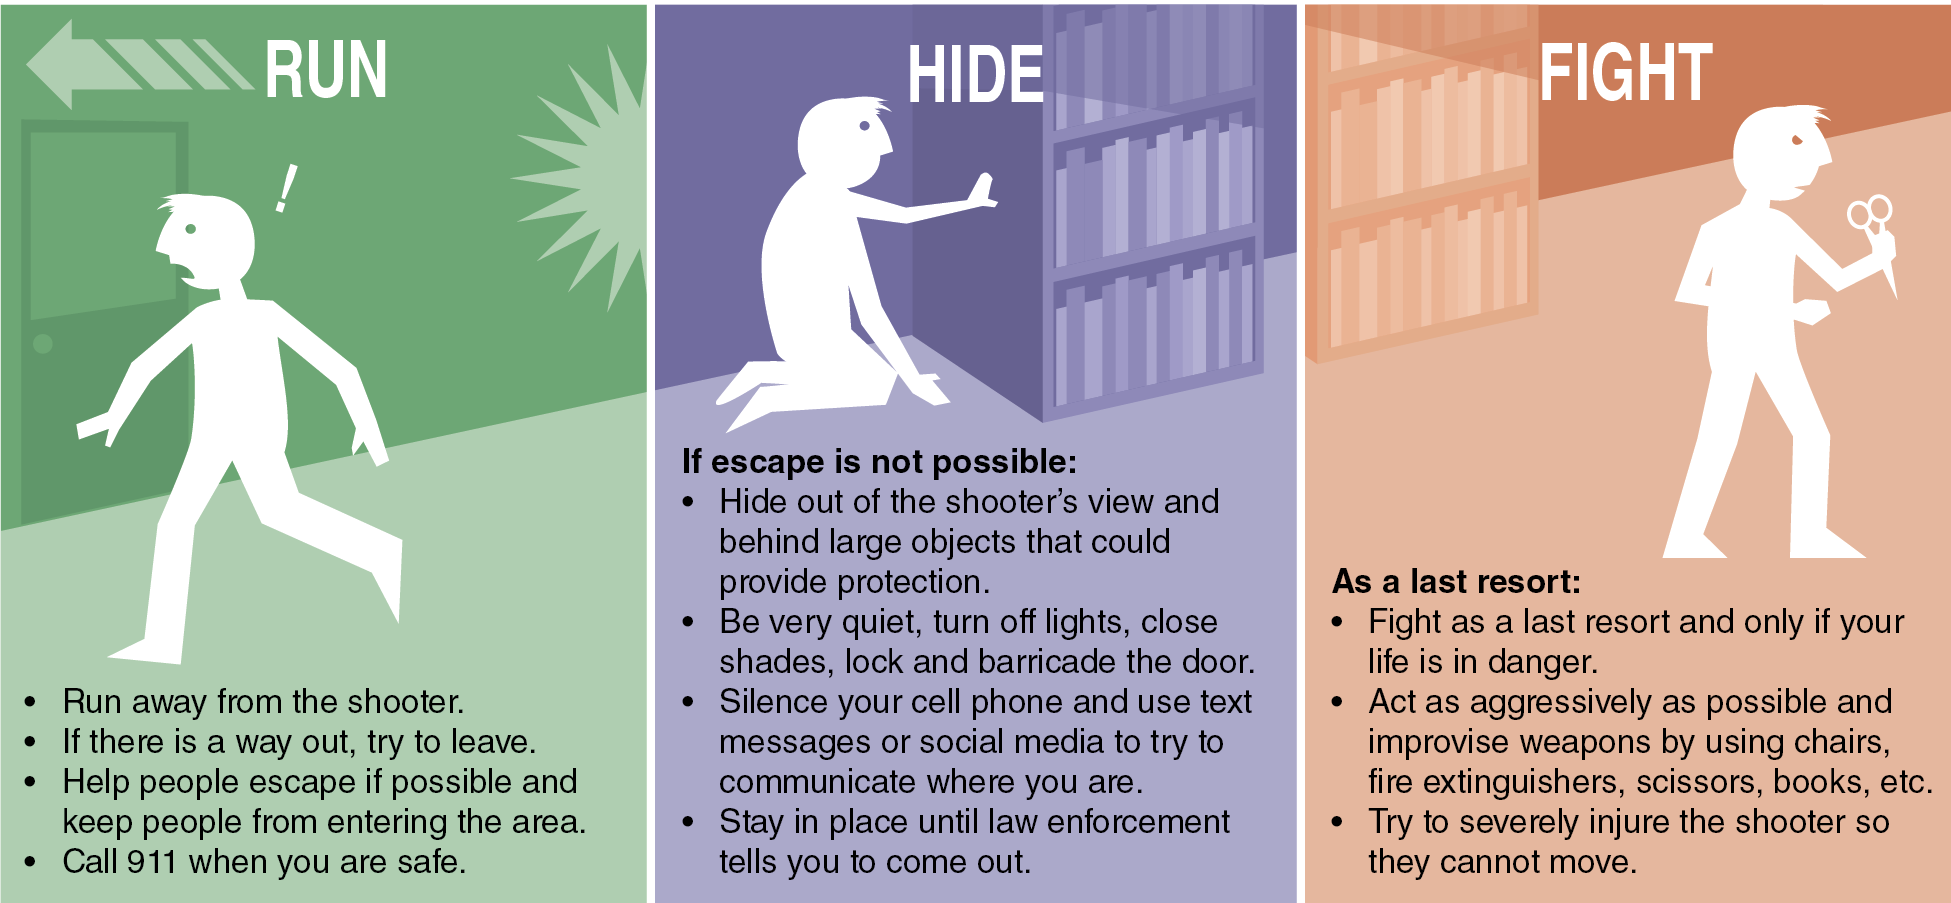 RUN
• Run away from the shooter.
• If there is a way out, try to leave.
• Help people escape if possible and
keep people from entering the area.
• Call 911 when you are safe.
HIDE
If escape is not possible:
• Hide out of the shooter’s view and
behind large objects that could
provide protection.
• Be very quiet, turn off lights, close
shades, lock and barricade the door.
• Silence your cell phone and use text
messages or social media to try to
communicate where you are.
• Stay in place until law enforcement
tells you to come out.
FIGHT
As a last resort:
• Fight as a last resort and only if your
life is in danger.
• Act as aggressively as possible and
improvise weapons by using chairs,
fire extinguishers, scissors, books, etc.
• Try to severely injure the shooter so
they cannot move.